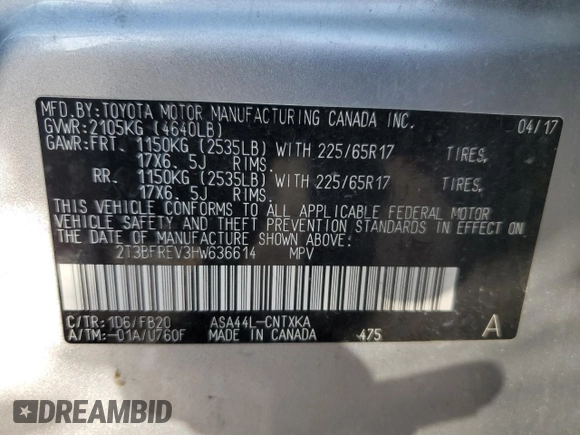 MFD.BY:TOYOTA MOTOR MANUFACTURING CANADA INC. 04/17
GVWR:2105KG (4640LB)
GAWR:FRT. 1150KG (2535LB) WITH 225/65R17 TIRES,
17X6. 5J RIMS.
RR. 1150KG (2535LB) WITH 225/65R17 TIRES,
17X6. 5J RIMS.
THIS VEHICLE CONFORMS TO ALL APPLICABLE FEDERAL MOTOR
VEHICLE SAFETY AND THEFT PREVENTION STANDARDS IN EFFECT ON
THE DATE OF MANUFACTURE SHOWN ABOVE.
2T3BFREV3HW636614 MPV
C/TR:1D6/FB20 ASA44L-CNTXKA A
A/TM:-01A/U760F MADE IN CANADA 475
DREAMBID